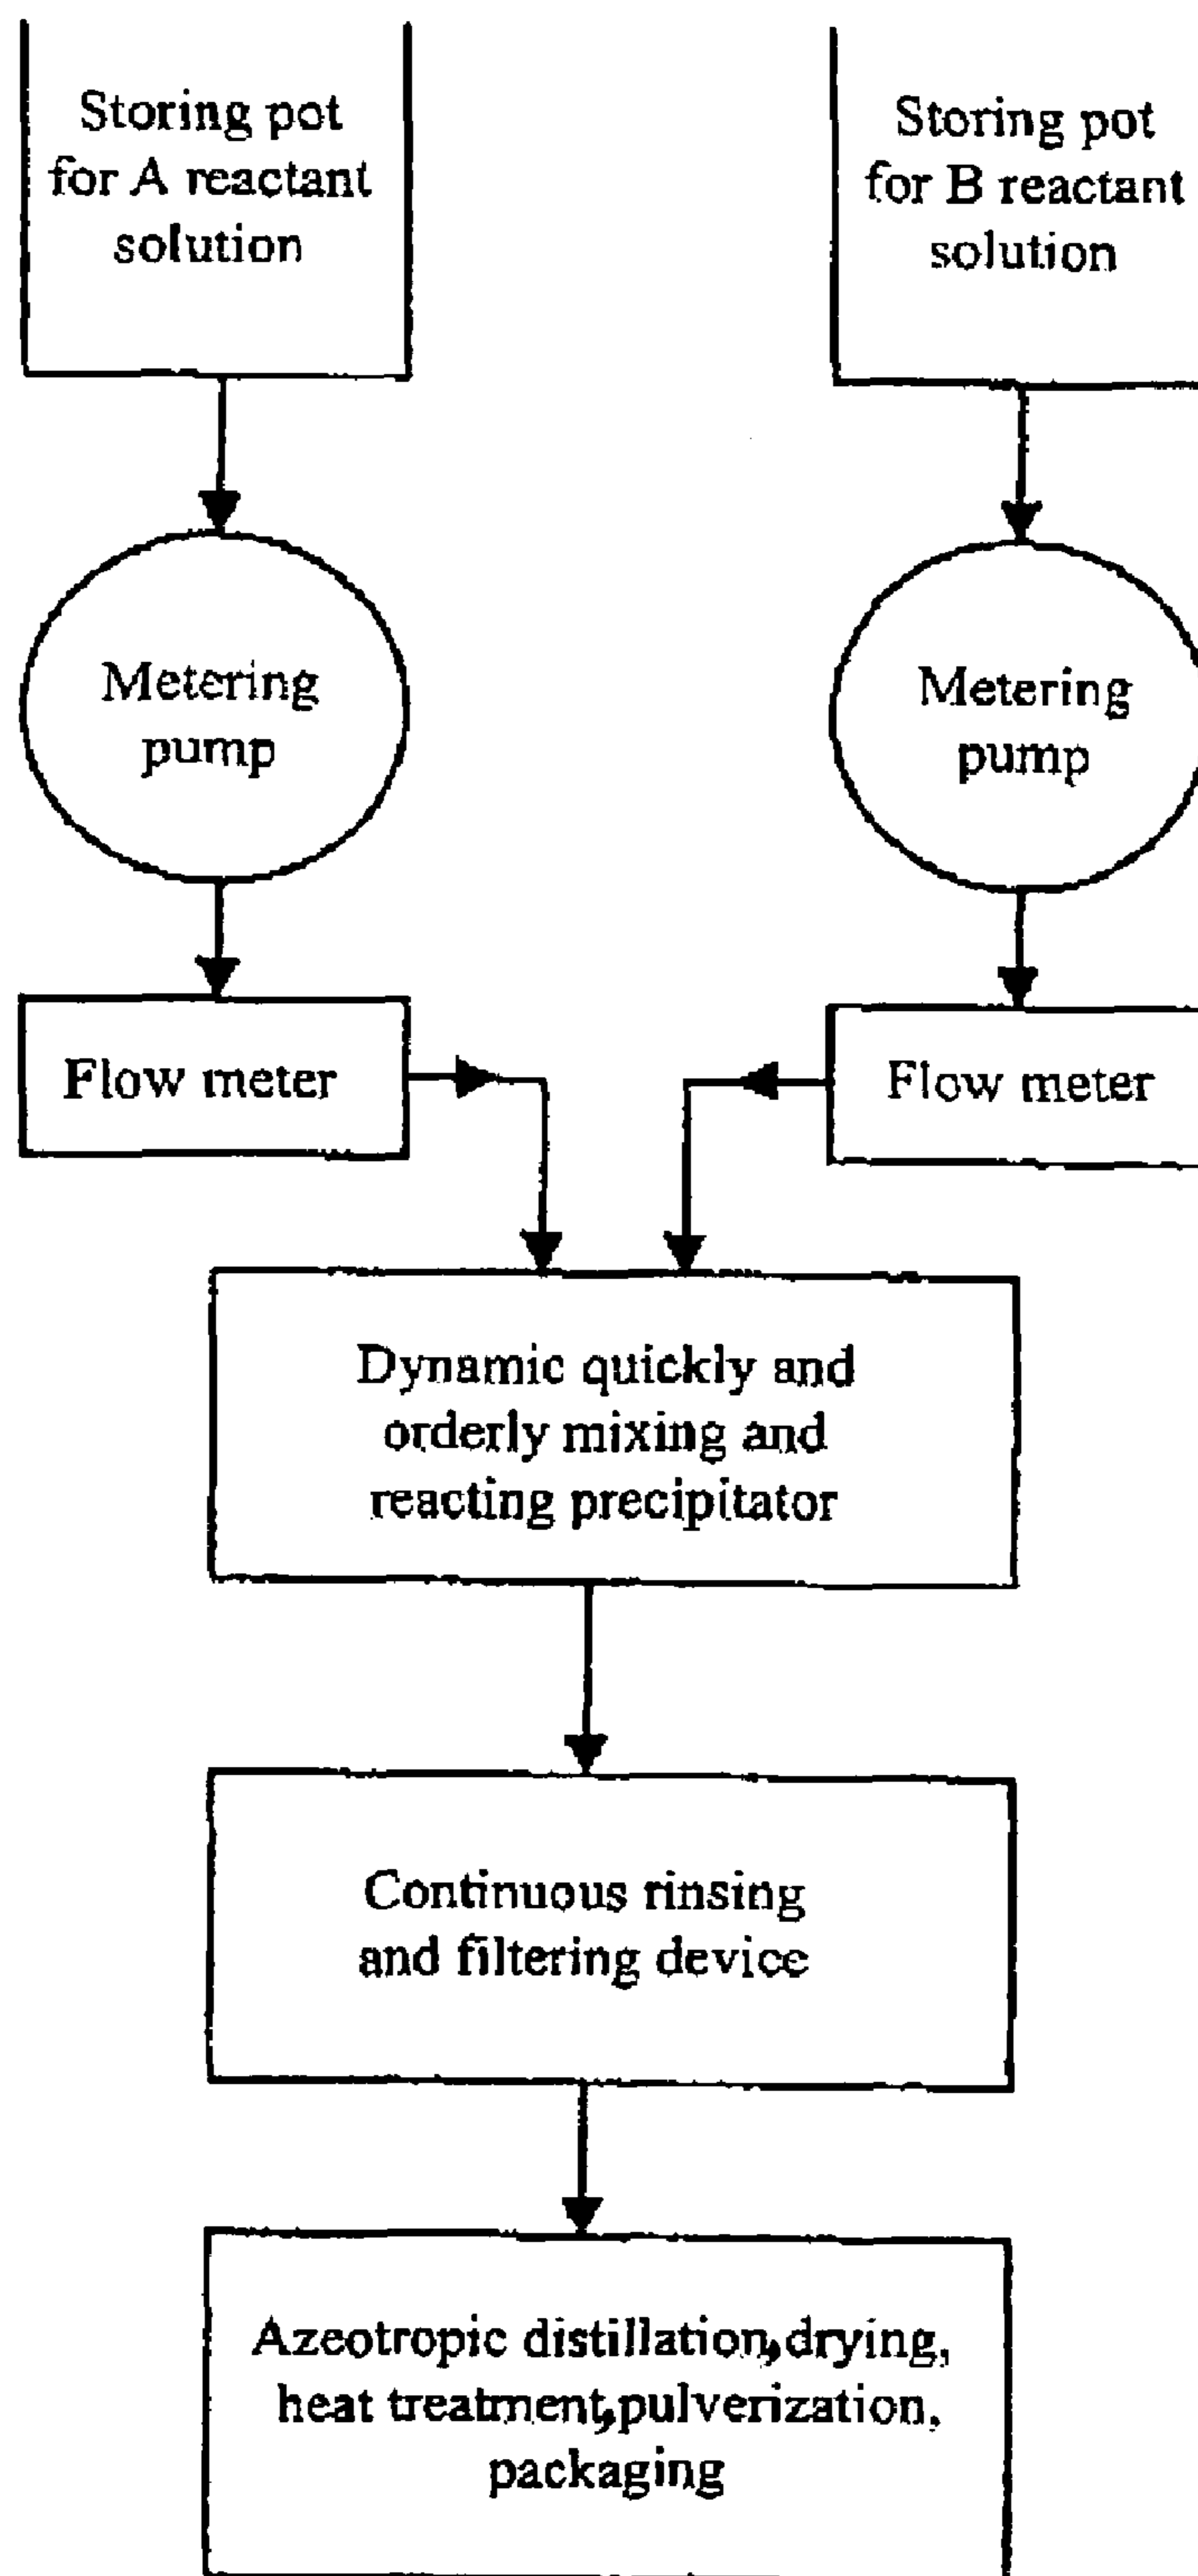 Storing pot
for A reactant
solution
Storing pot
for B reactant
solution
Metering
pump
Metering
pump
Flow meter
Flow meter
Dynamic quickly and
orderly mixing and
reacting precipitator
Continuous rinsing
and filtering device
Azeotropic distillation,drying,
heat treatment,pulverization,
packaging